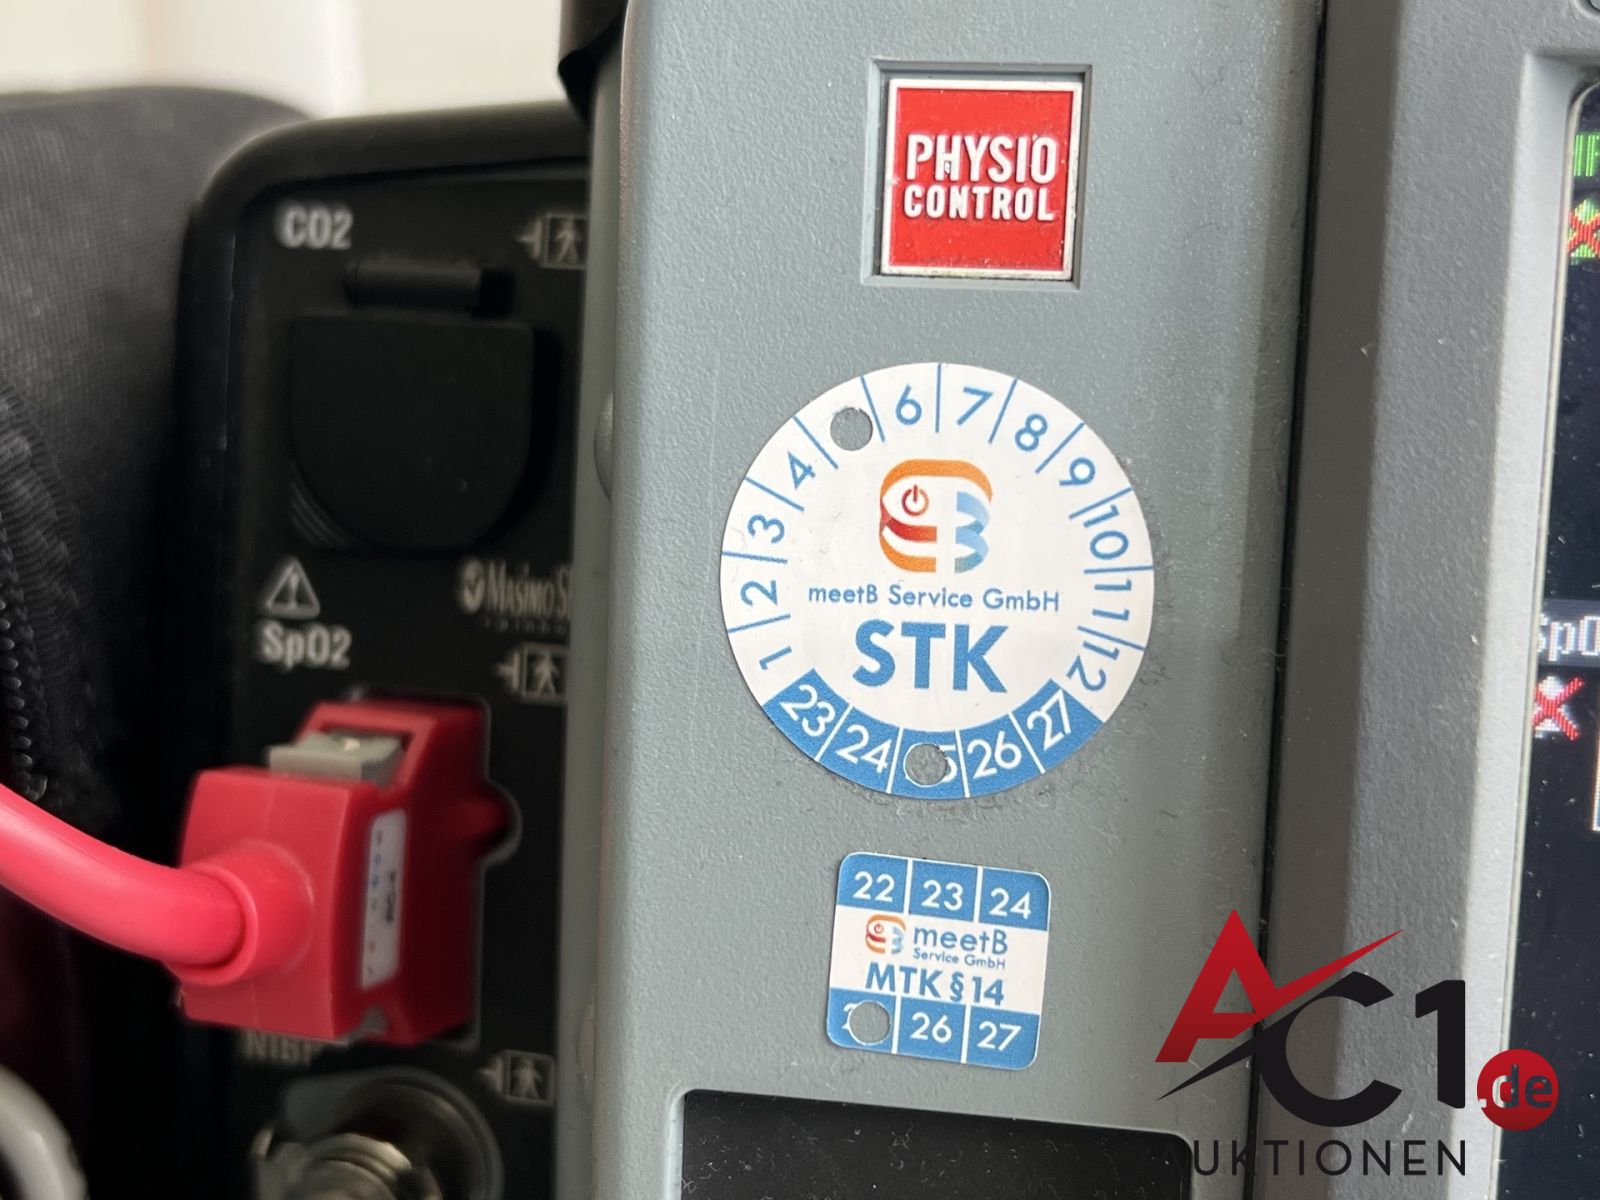 PHYSIO
CONTROL
CO2
SpO2
6 7 8
4 9
3 10
2 11
1 12
meetB Service GmbH
STK
23 24 26 27
22 23 24
meetB
Service GmbH
MTK § 14
26 27
AC1.de
UKTIONEN